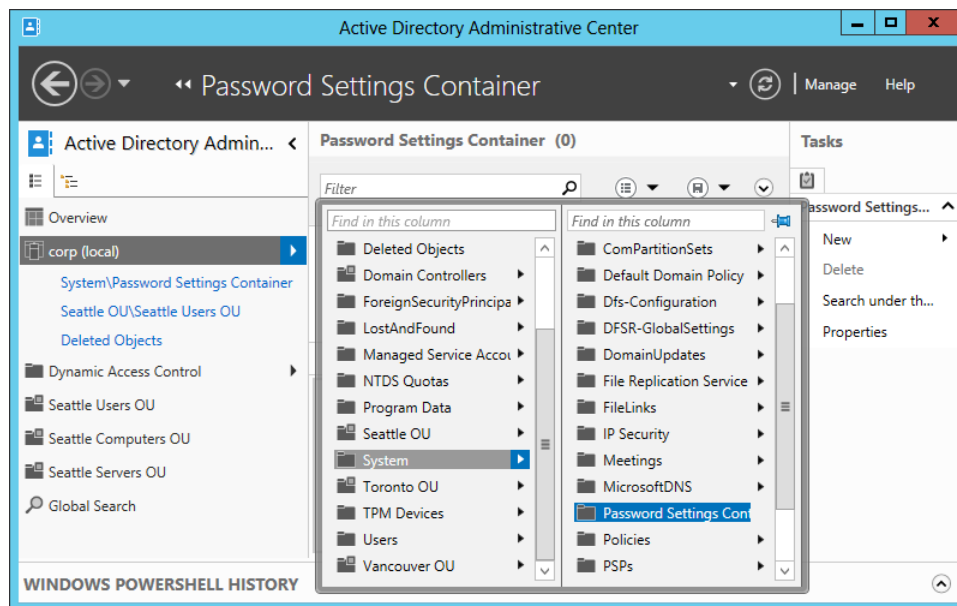 Active Directory Administrative Center
Password Settings Container
Manage
Help
Active Directory Admin...
Overview
corp (local)
System\Password Settings Container
Seattle OU\Seattle Users OU
Deleted Objects
Dynamic Access Control
Seattle Users OU
Seattle Computers OU
Seattle Servers OU
Global Search
Password Settings Container (0)
Filter
Find in this column
Deleted Objects
Domain Controllers
ForeignSecurityPrincipa
LostAndFound
Managed Service Accou
NTDS Quotas
Program Data
Seattle OU
System
Toronto OU
TPM Devices
Users
Vancouver OU
Find in this column
ComPartitionSets
Default Domain Policy
Dfs-Configuration
DFSR-GlobalSettings
DomainUpdates
File Replication Service
FileLinks
IP Security
Meetings
MicrosoftDNS
Password Settings Cont
Policies
PSPs
Tasks
assword Settings...
New
Delete
Search under th...
Properties
WINDOWS POWERSHELL HISTORY